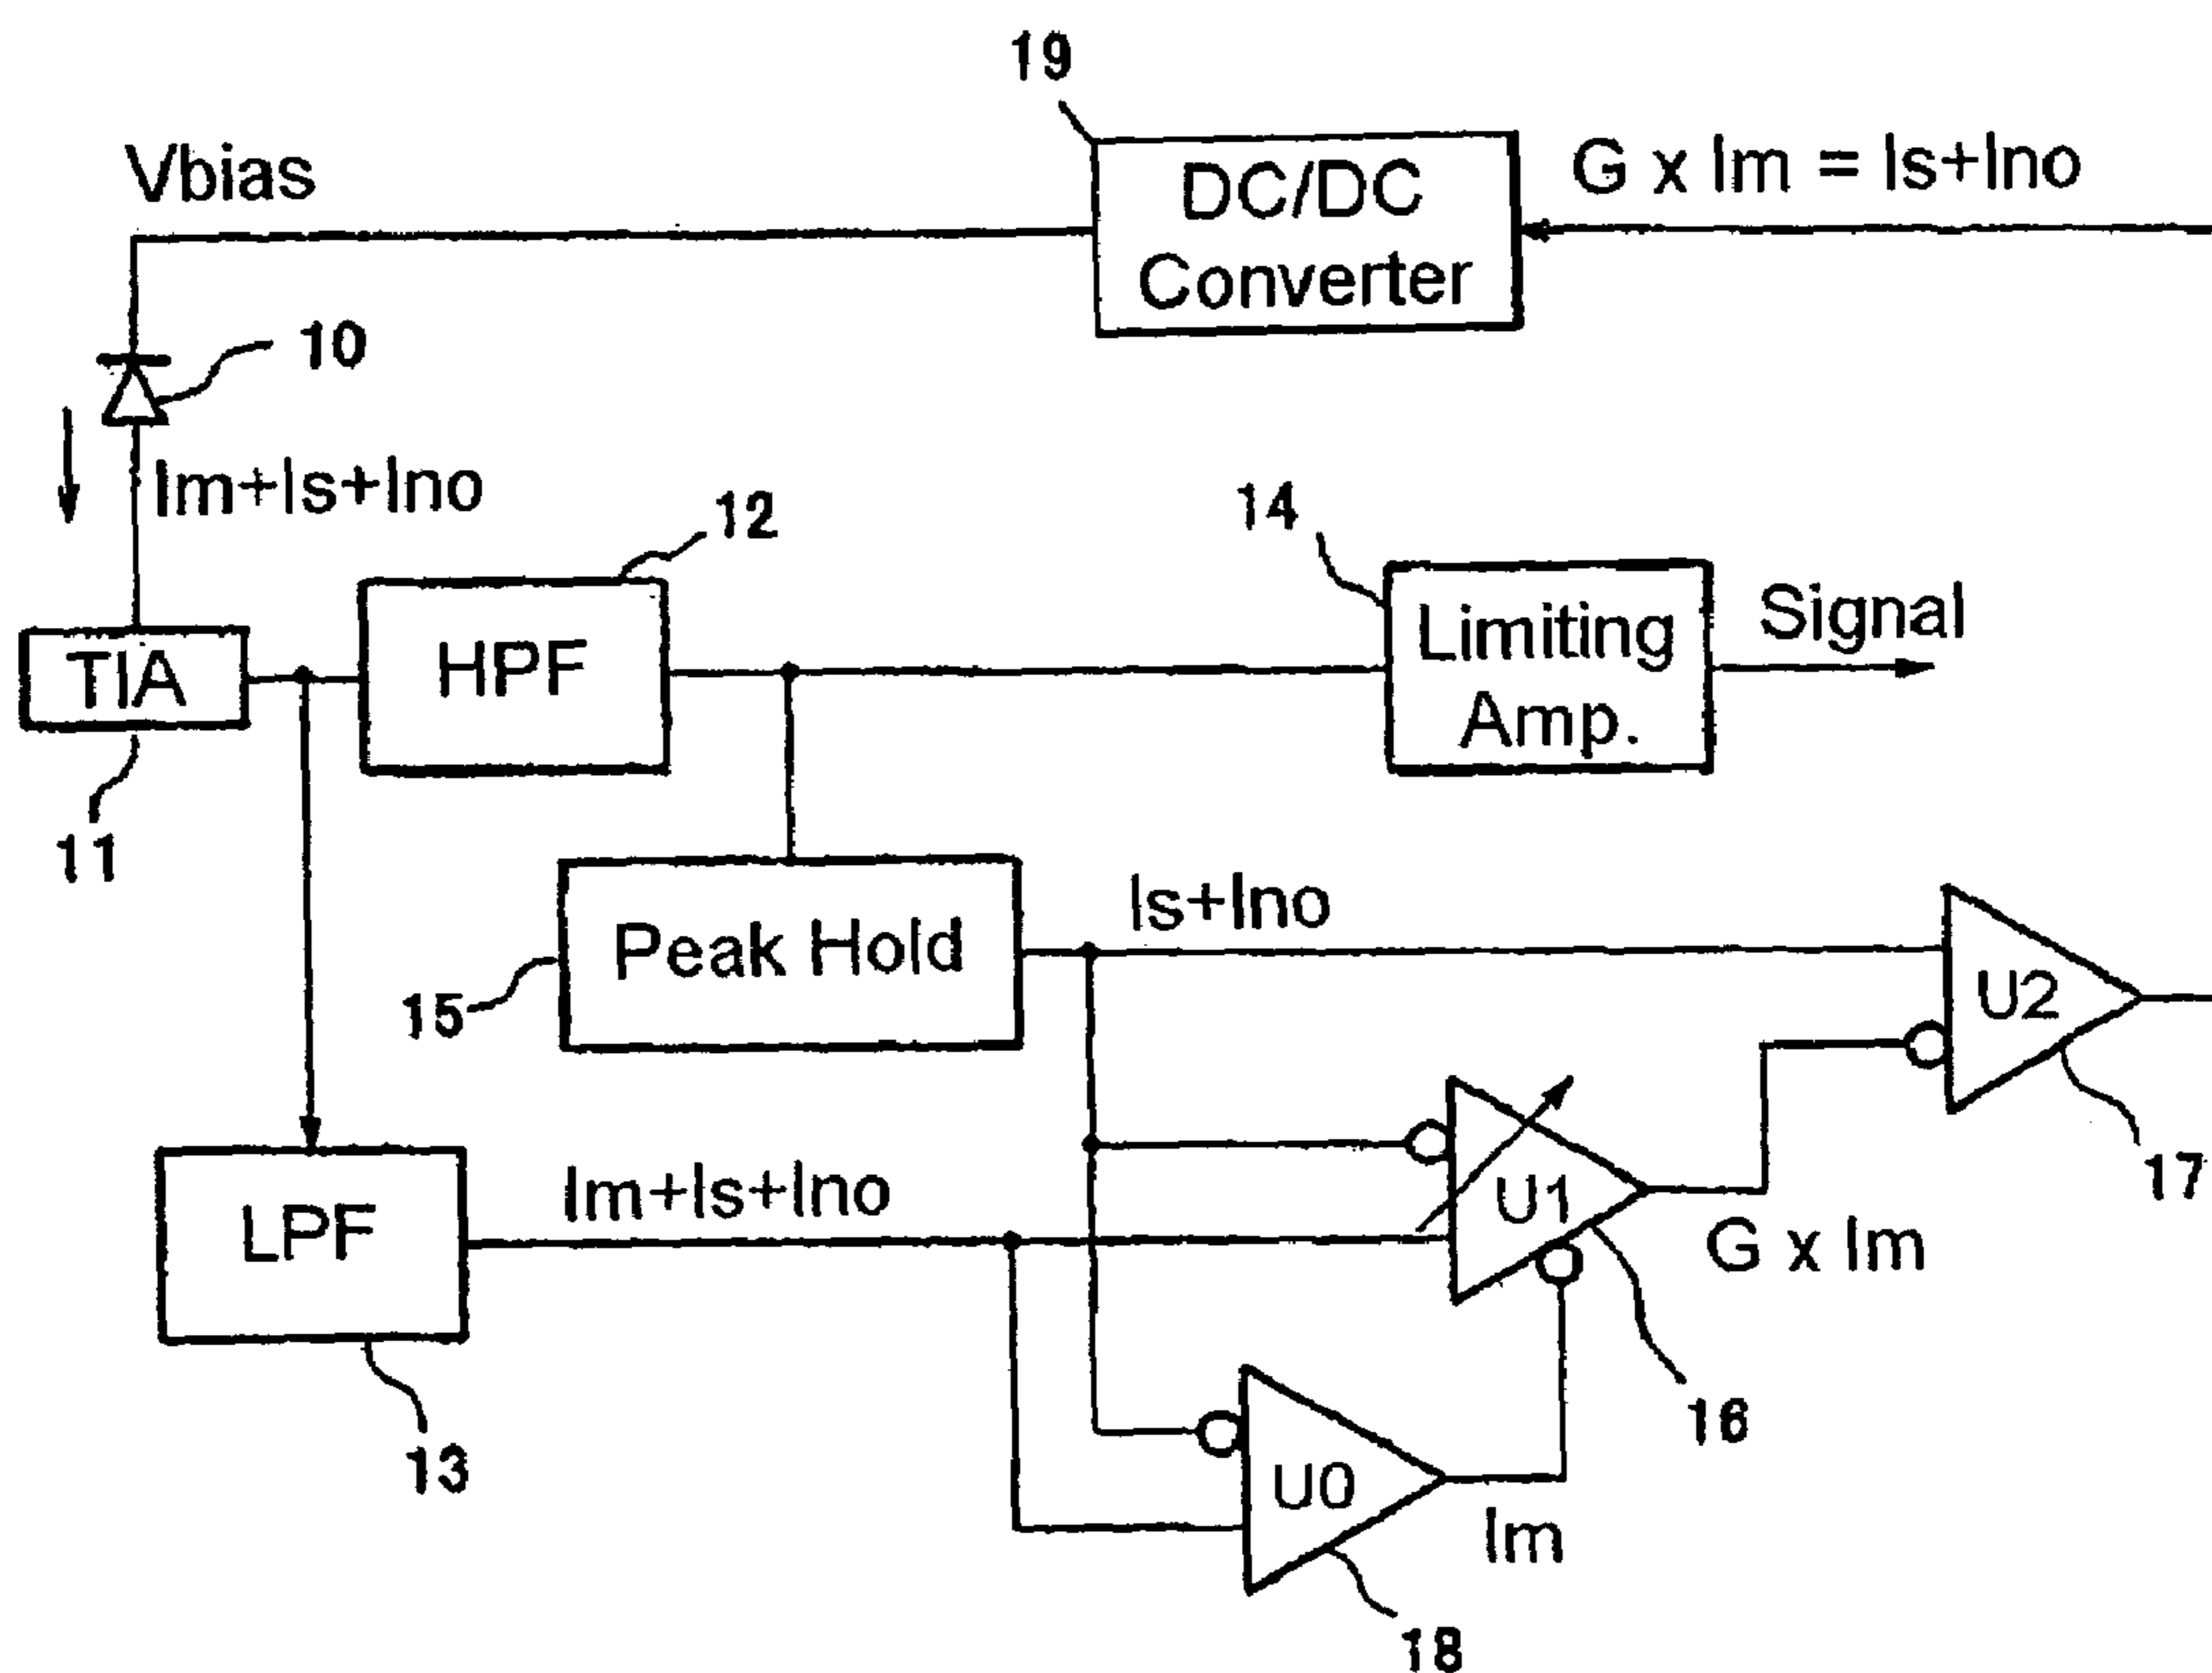 19
Vbias
DC/DC
Converter
G x Im = Is+Ino
10
Im+Is+Ino
12
14
TIA
HPF
Limiting
Amp.
Signal
11
Peak Hold
Is+Ino
15
U2
LPF
Im+Is+Ino
U1
17
G x Im
13
16
U0
Im
18